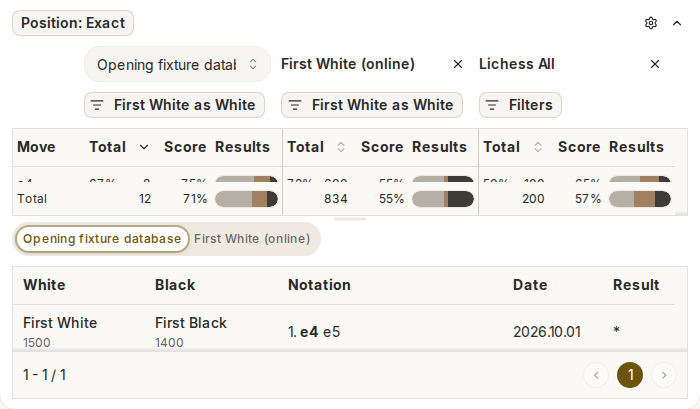 Position: Exact
Opening fixture datab First White (online) Lichess All
First White as White First White as White Filters
Move Total Score Results Total Score Results Total Score Results
Total 12 71% 834 55% 200 57%
Opening fixture database First White (online)
White Black Notation Date Result
First White First Black 1. e4 e5 2026.10.01 *
1500 1400
1 - 1 / 1 1